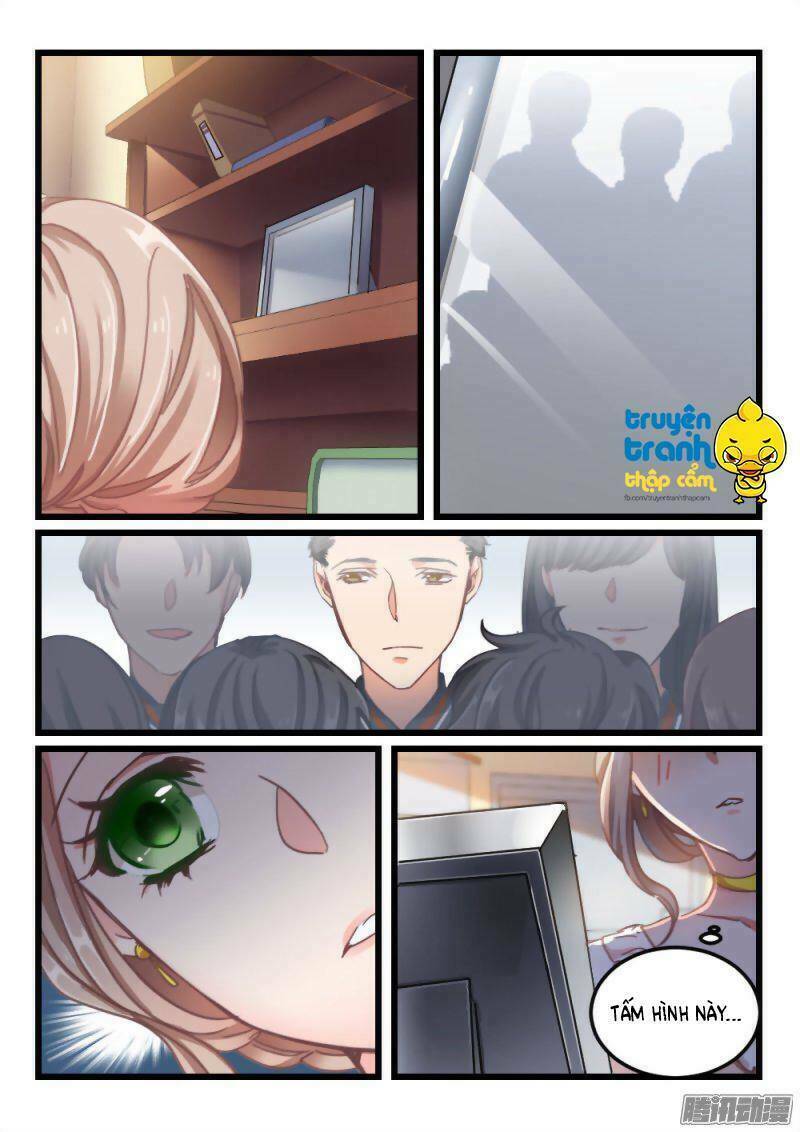 truyện
tranh
thập cẩm
fb.com/truyentranhthapcam
TẤM HÌNH NÀY...
腾讯动漫